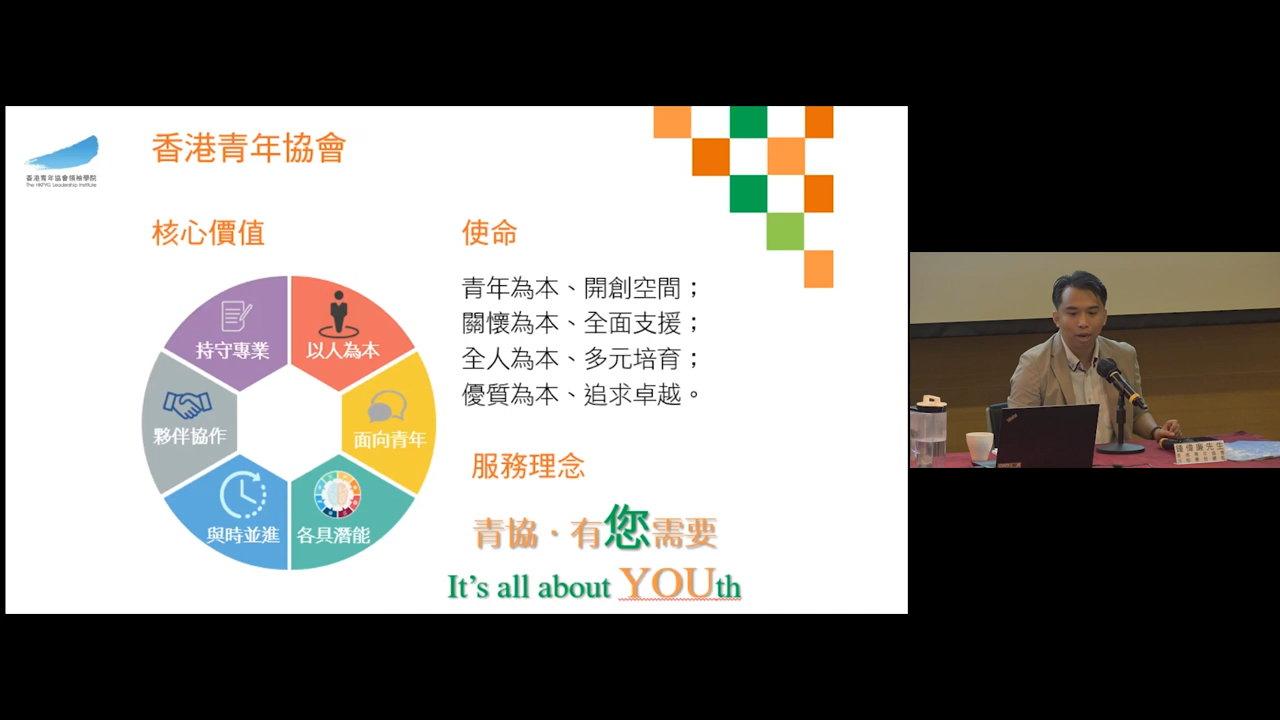 香港青年協會
香港青年協會領袖學院
The HKFYG Leadership Institute
核心價值
持守專業
以人為本
夥伴協作
面向青年
與時並進
各具潛能
使命
青年為本、開創空間；
關懷為本、全面支援；
全人為本、多元培育；
優質為本、追求卓越。
服務理念
青協·有您需要
It's all about YOUth
ThinkPad